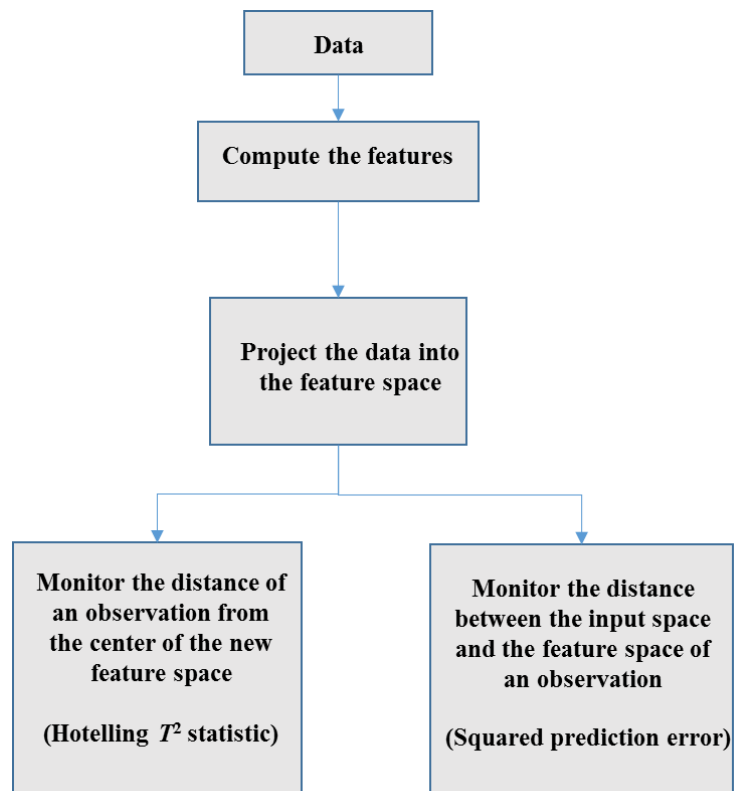 Data
Compute the features
Project the data into
the feature space
Monitor the distance of
an observation from
the center of the new
feature space
(Hotelling T² statistic)
Monitor the distance
between the input space
and the feature space of
an observation
(Squared prediction error)